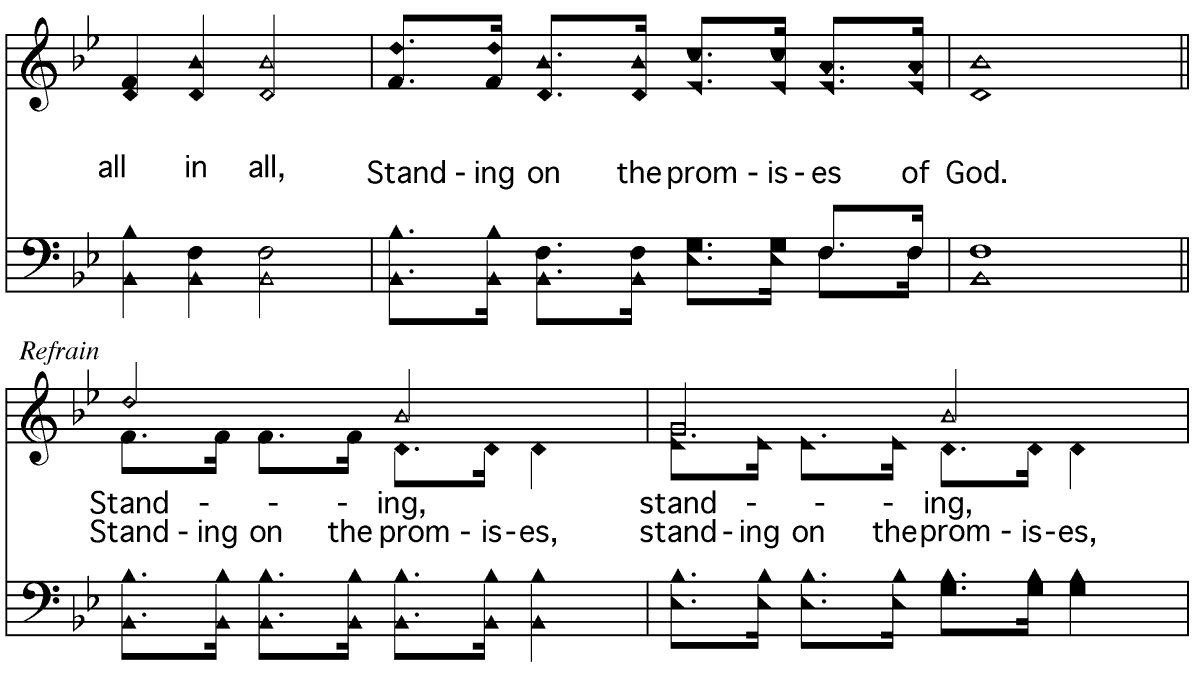 all in all, Stand - ing on the prom - is - es of God.
Refrain
Stand - - - ing, stand - - - ing,
Stand - ing on the prom - is - es, stand - ing on the prom - is - es,